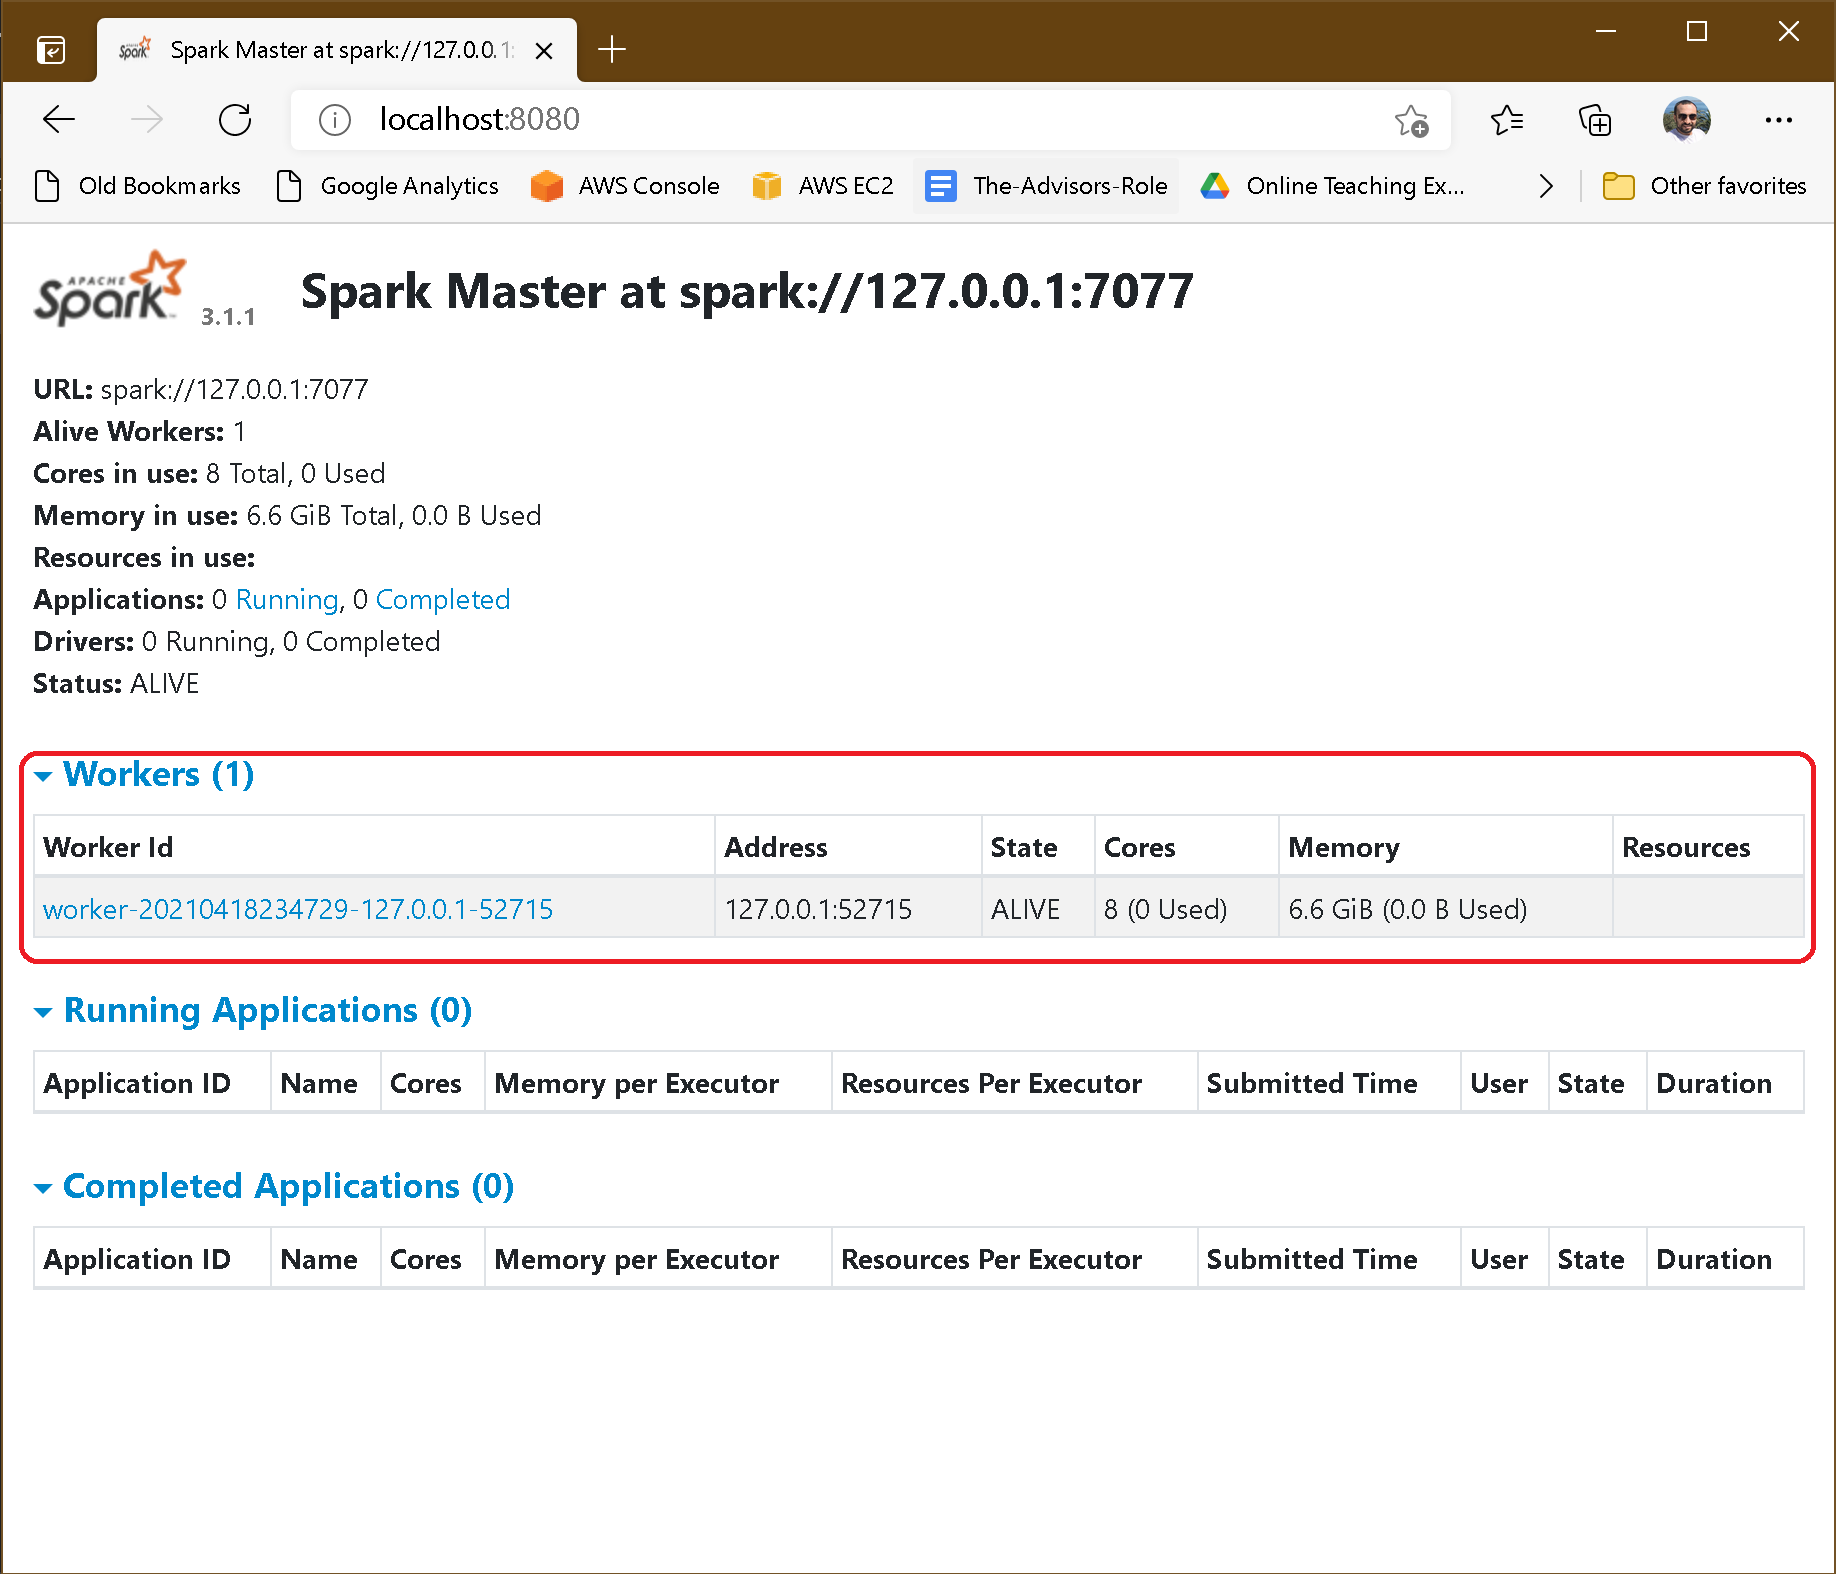 Spark Spark Master at spark://127.0.0.1:
localhost:8080
Old Bookmarks Google Analytics AWS Console AWS EC2 The-Advisors-Role Online Teaching Ex... Other favorites
APACHE Spark 3.1.1 Spark Master at spark://127.0.0.1:7077
URL: spark://127.0.0.1:7077
Alive Workers: 1
Cores in use: 8 Total, 0 Used
Memory in use: 6.6 GiB Total, 0.0 B Used
Resources in use:
Applications: 0 Running, 0 Completed
Drivers: 0 Running, 0 Completed
Status: ALIVE
Workers (1)
Worker Id Address State Cores Memory Resources
worker-20210418234729-127.0.0.1-52715 127.0.0.1:52715 ALIVE 8 (0 Used) 6.6 GiB (0.0 B Used)
Running Applications (0)
Application ID Name Cores Memory per Executor Resources Per Executor Submitted Time User State Duration
Completed Applications (0)
Application ID Name Cores Memory per Executor Resources Per Executor Submitted Time User State Duration